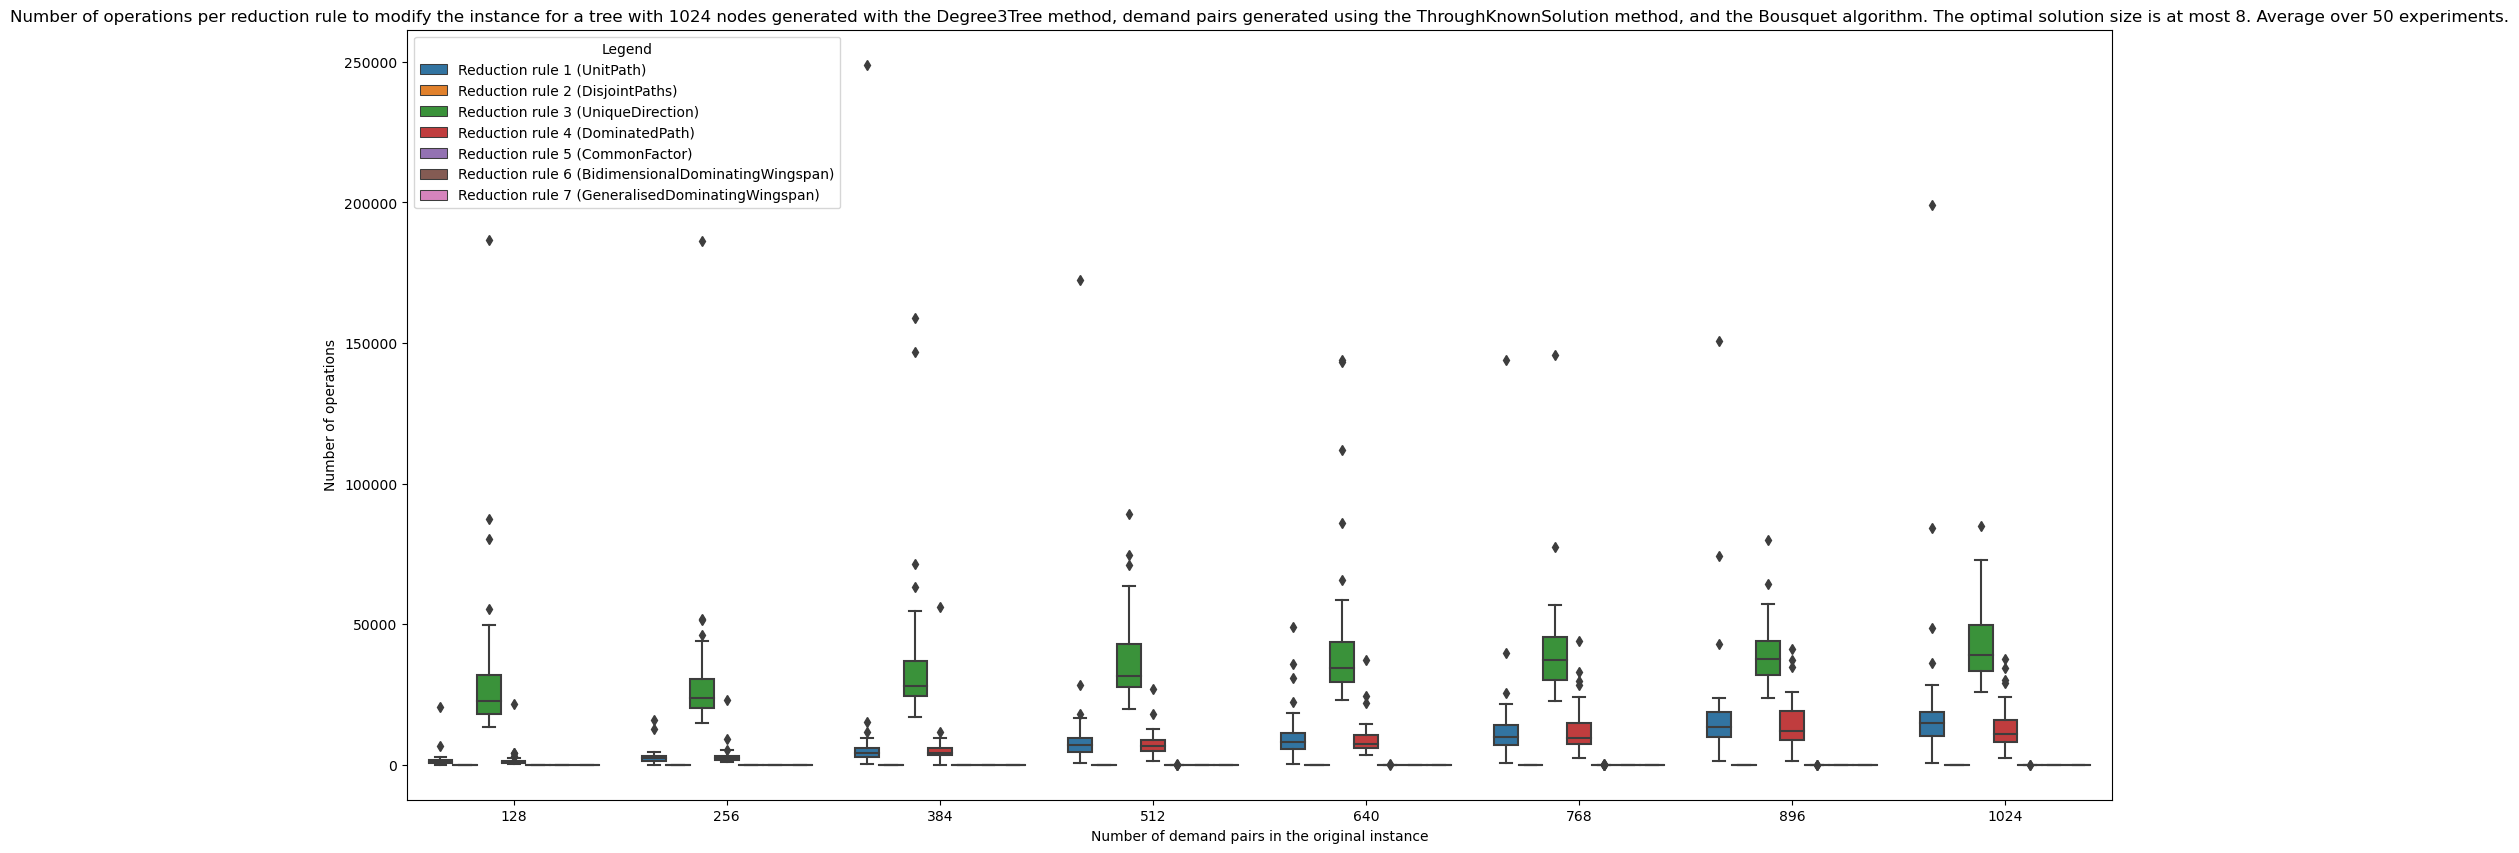 Number of operations per reduction rule to modify the instance for a tree with 1024 nodes generated with the Degree3Tree method, demand pairs generated using the ThroughKnownSolution method, and the Bousquet algorithm. The optimal solution size is at most 8. Average over 50 experiments.
Legend
Reduction rule 1 (UnitPath)
Reduction rule 2 (DisjointPaths)
Reduction rule 3 (UniqueDirection)
Reduction rule 4 (DominatedPath)
Reduction rule 5 (CommonFactor)
Reduction rule 6 (BidimensionalDominatingWingspan)
Reduction rule 7 (GeneralisedDominatingWingspan)
Number of operations
250000
200000
150000
100000
50000
0
128 256 384 512 640 768 896 1024
Number of demand pairs in the original instance